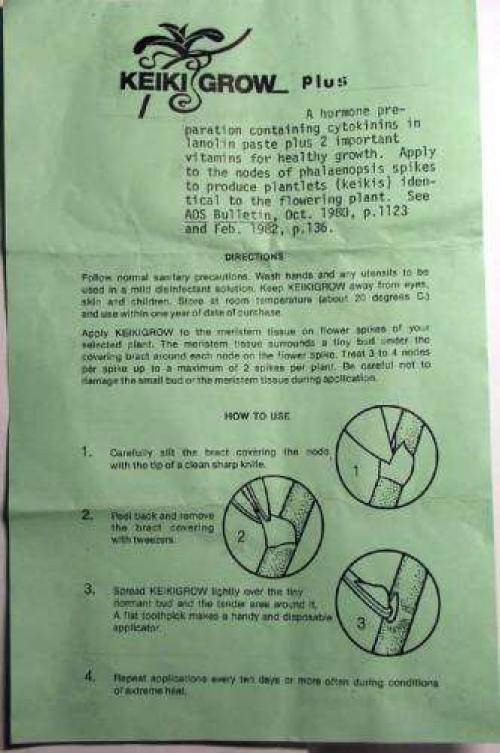 KEIKI GROW Plus
A hormone pre-
paration containing cytokinins in
lanolin paste plus 2 important
vitamins for healthy growth. Apply
to the nodes of phalaenopsis spikes
to produce plantlets (keikis) iden-
tical to the flowering plant. See
AOS Bulletin, Oct. 1980, p.1123
and Feb. 1982, p.136.
DIRECTIONS
Follow normal sanitary precautions. Wash hands and any utensils to be
used in a mild disinfectant solution. Keep KEIKIGROW away from eyes,
skin and children. Store at room temperature (about 20 degrees C.)
and use within one year of date of purchase.
Apply KEIKIGROW to the meristem tissue on flower spikes of your
selected plant. The meristem tissue surrounds a tiny bud under the
covering bract around each node on the flower spike. Treat 3 to 4 nodes
per spike up to a maximum of 2 spikes per plant. Be careful not to
damage the small bud or the meristem tissue during application.
HOW TO USE
1. Carefully slit the bract covering the node,
with the tip of a clean sharp knife.
1
2. Peel back and remove
the bract covering
with tweezers.
2
3. Spread KEIKIGROW lightly over the tiny
dormant bud and the tender area around it.
A flat toothpick makes a handy and disposable
applicator.
3
4. Repeat applications every ten days or more often during conditions
of extreme heat.